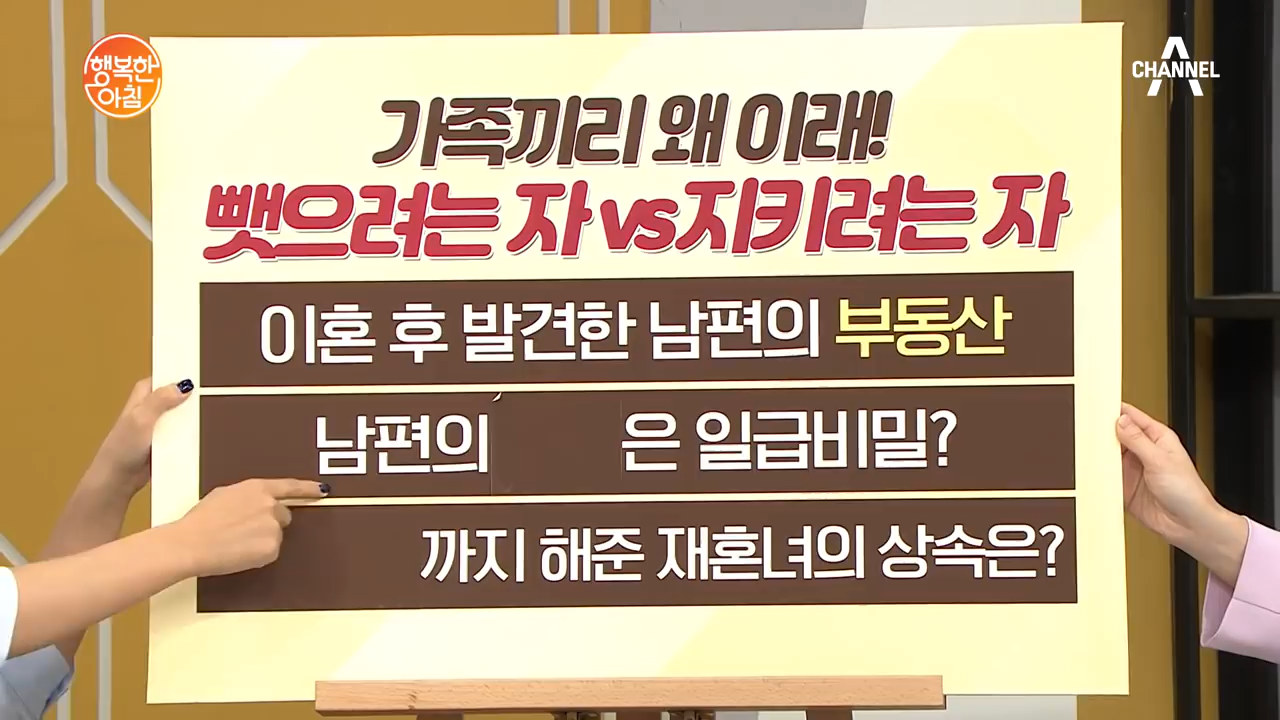 행복한
아침
CHANNEL A
가족끼리 왜 이래!
뺏으려는 자 vs 지키려는 자
이혼 후 발견한 남편의 부동산
남편의 은 일급비밀?
까지 해준 재혼녀의 상속은?